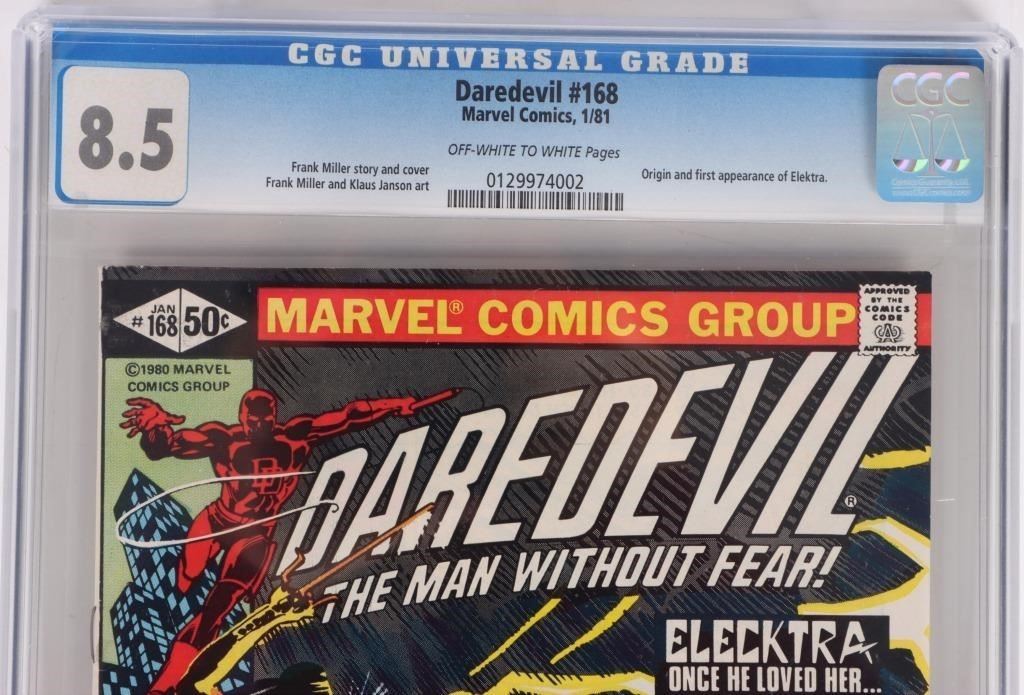 CGC UNIVERSAL GRADE
8.5
Daredevil #168
Marvel Comics, 1/81
OFF-WHITE TO WHITE Pages
Frank Miller story and cover
Frank Miller and Klaus Janson art
0129974002
Origin and first appearance of Elektra.
CGC
JAN
#168
50¢
MARVEL® COMICS GROUP
APPROVED
BY THE
COMICS
CODE
AUTHORITY
©1980 MARVEL
COMICS GROUP
DD
DAREDEVIL®
THE MAN WITHOUT FEAR!
ELECKTRA
ONCE HE LOVED HER...